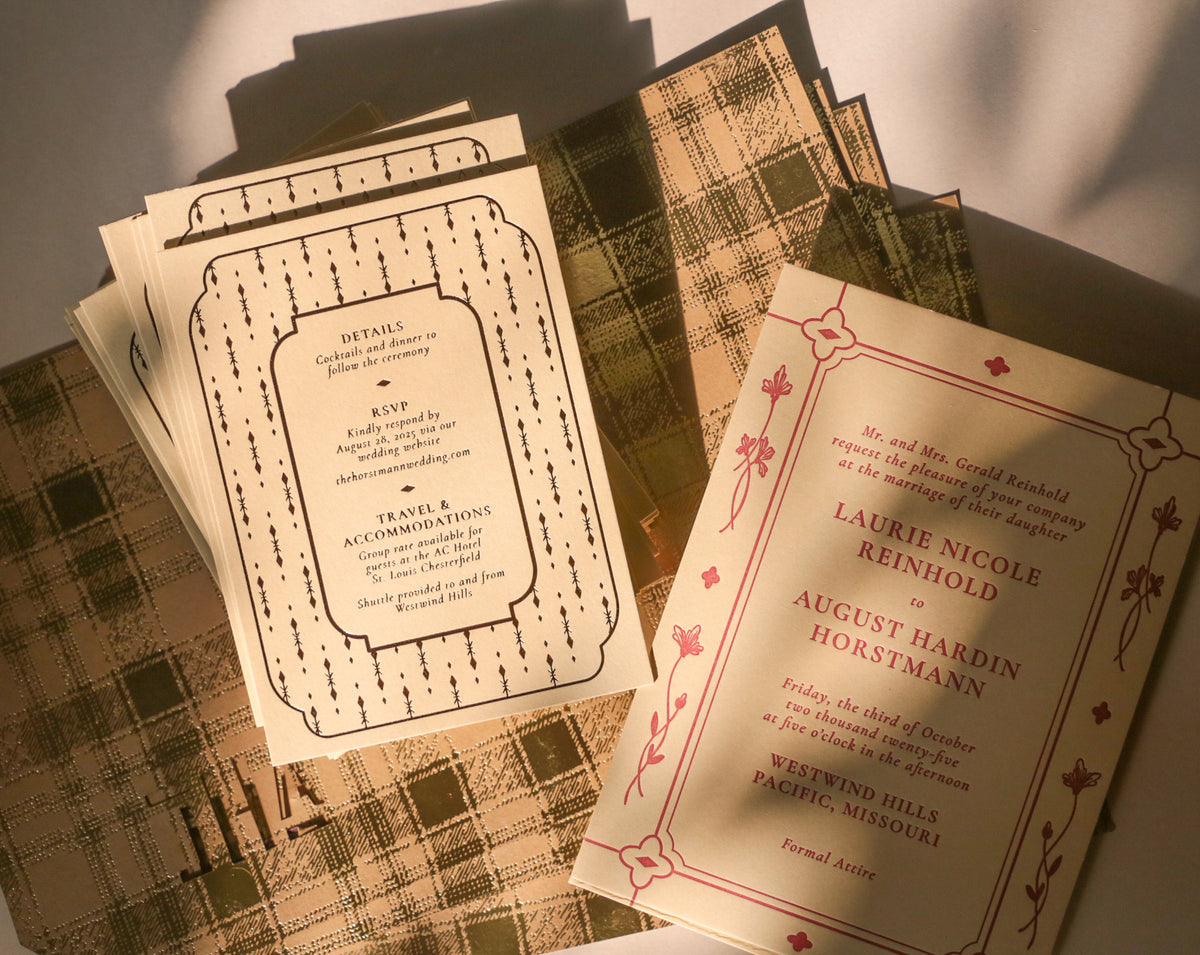 DETAILS
Cocktails and dinner to
follow the ceremony
RSVP
Kindly respond by
August 28, 2025 via our
wedding website
thehorstmannwedding.com
TRAVEL &
ACCOMMODATIONS
Group rate available for
guests at the AC Hotel
St. Louis Chesterfield
Shuttle provided to and from
Westwind Hills
Mr. and Mrs. Gerald Reinhold
request the pleasure of your company
at the marriage of their daughter
LAURIE NICOLE
REINHOLD
to
AUGUST HARDIN
HORSTMANN
Friday, the third of October
two thousand twenty-five
at five o'clock in the afternoon
WESTWIND HILLS
PACIFIC, MISSOURI
Formal Attire